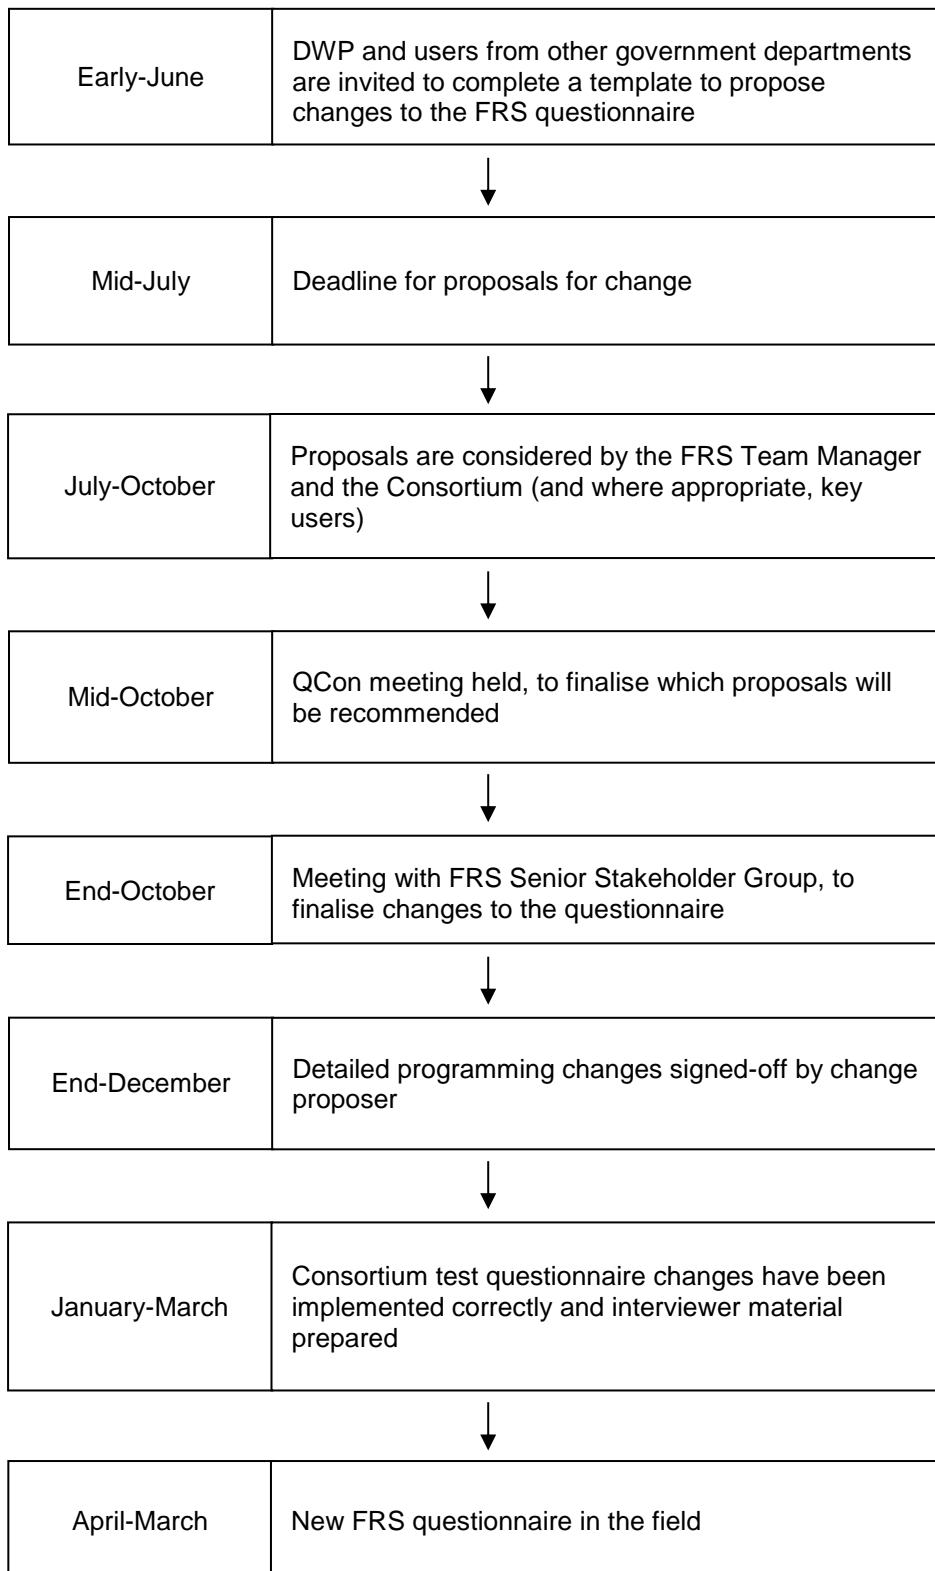 Early-June
DWP and users from other government departments
are invited to complete a template to propose
changes to the FRS questionnaire
Mid-July
Deadline for proposals for change
July-October
Proposals are considered by the FRS Team Manager
and the Consortium (and where appropriate, key
users)
Mid-October
QCon meeting held, to finalise which proposals will
be recommended
End-October
Meeting with FRS Senior Stakeholder Group, to
finalise changes to the questionnaire
End-December
Detailed programming changes signed-off by change
proposer
January-March
Consortium test questionnaire changes have been
implemented correctly and interviewer material
prepared
April-March
New FRS questionnaire in the field